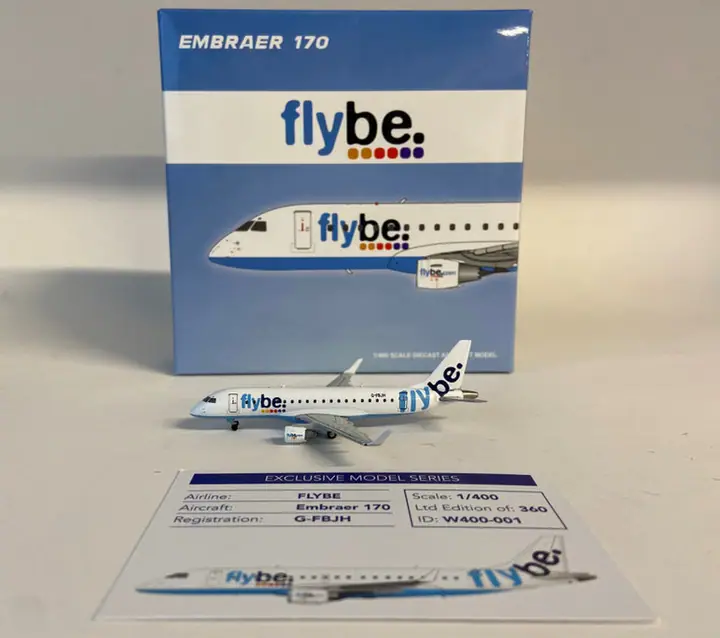 EMBRAER 170
flybe.
flybe.
flybe.
1/400 SCALE DIECAST AIRCRAFT MODEL
flybe.
G-FBJH
flybe.
EXCLUSIVE MODEL SERIES
Airline: FLYBE
Aircraft: Embraer 170
Registration: G-FBJH
Scale: 1/400
Ltd Edition of: 360
ID: W400-001
flybe.
flybe.